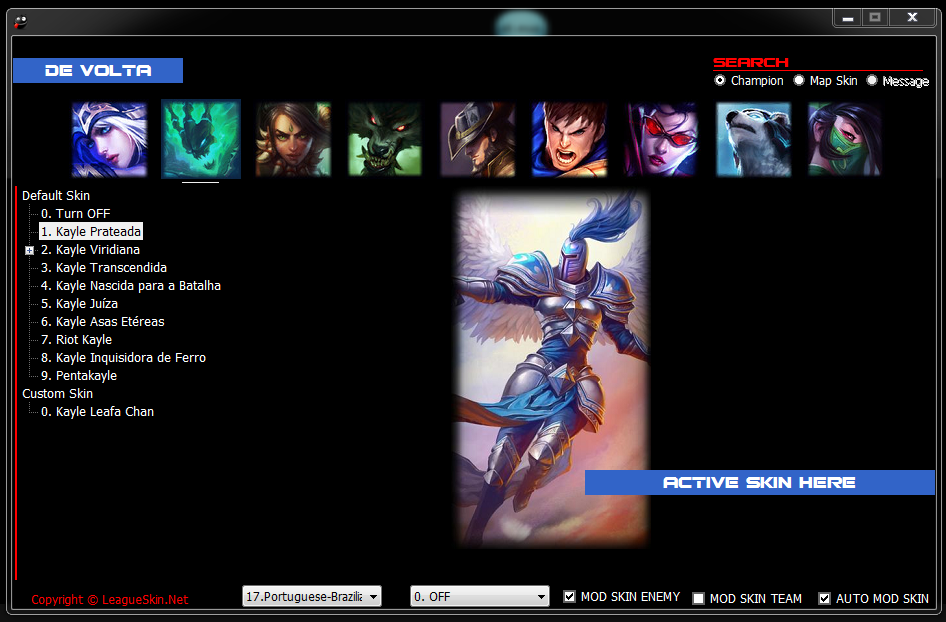 DE VOLTA
SEARCH
Champion Map Skin Message
Default Skin
0. Turn OFF
1. Kayle Prateada
2. Kayle Viridiana
3. Kayle Transcendida
4. Kayle Nascida para a Batalha
5. Kayle Juíza
6. Kayle Asas Etéreas
7. Riot Kayle
8. Kayle Inquisidora de Ferro
9. Pentakayle
Custom Skin
0. Kayle Leafa Chan
ACTIVE SKIN HERE
Copyright © LeagueSkin.Net
17.Portuguese-Brazilia
0. OFF
MOD SKIN ENEMY
MOD SKIN TEAM
AUTO MOD SKIN